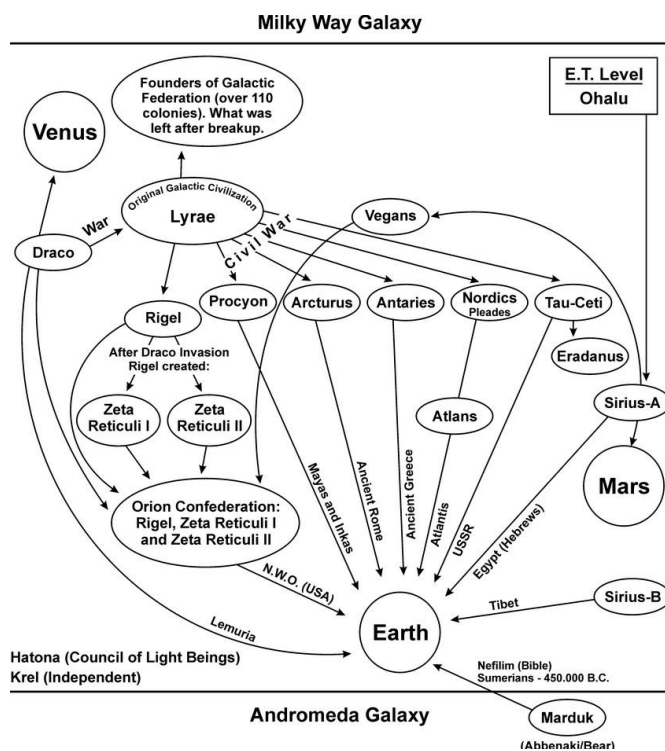 Milky Way Galaxy
Founders of Galactic
Federation (over 110
colonies). What was
left after breakup.
E.T. Level
Ohalu
Venus
Original Galactic Civilization
Lyrae
Vegans
War
Civil War
Draco
Procyon
Arcturus
Antaries
Nordics
Pleades
Tau-Ceti
Rigel
After Draco Invasion
Rigel created:
Eradanus
Zeta
Reticuli I
Zeta
Reticuli II
Atlans
Sirius-A
Mars
Orion Confederation:
Rigel, Zeta Reticuli I
and Zeta Reticuli II
Mayas and Inkas
Ancient Rome
Ancient Greece
Atlantis
USSR
Egypt (Hebrews)
N.W.O. (USA)
Sirius-B
Tibet
Earth
Lemuria
Hatona (Council of Light Beings)
Krel (Independent)
Nefilim (Bible)
Sumerians - 450.000 B.C.
Andromeda Galaxy
Marduk
(Abbenaki/Bear)